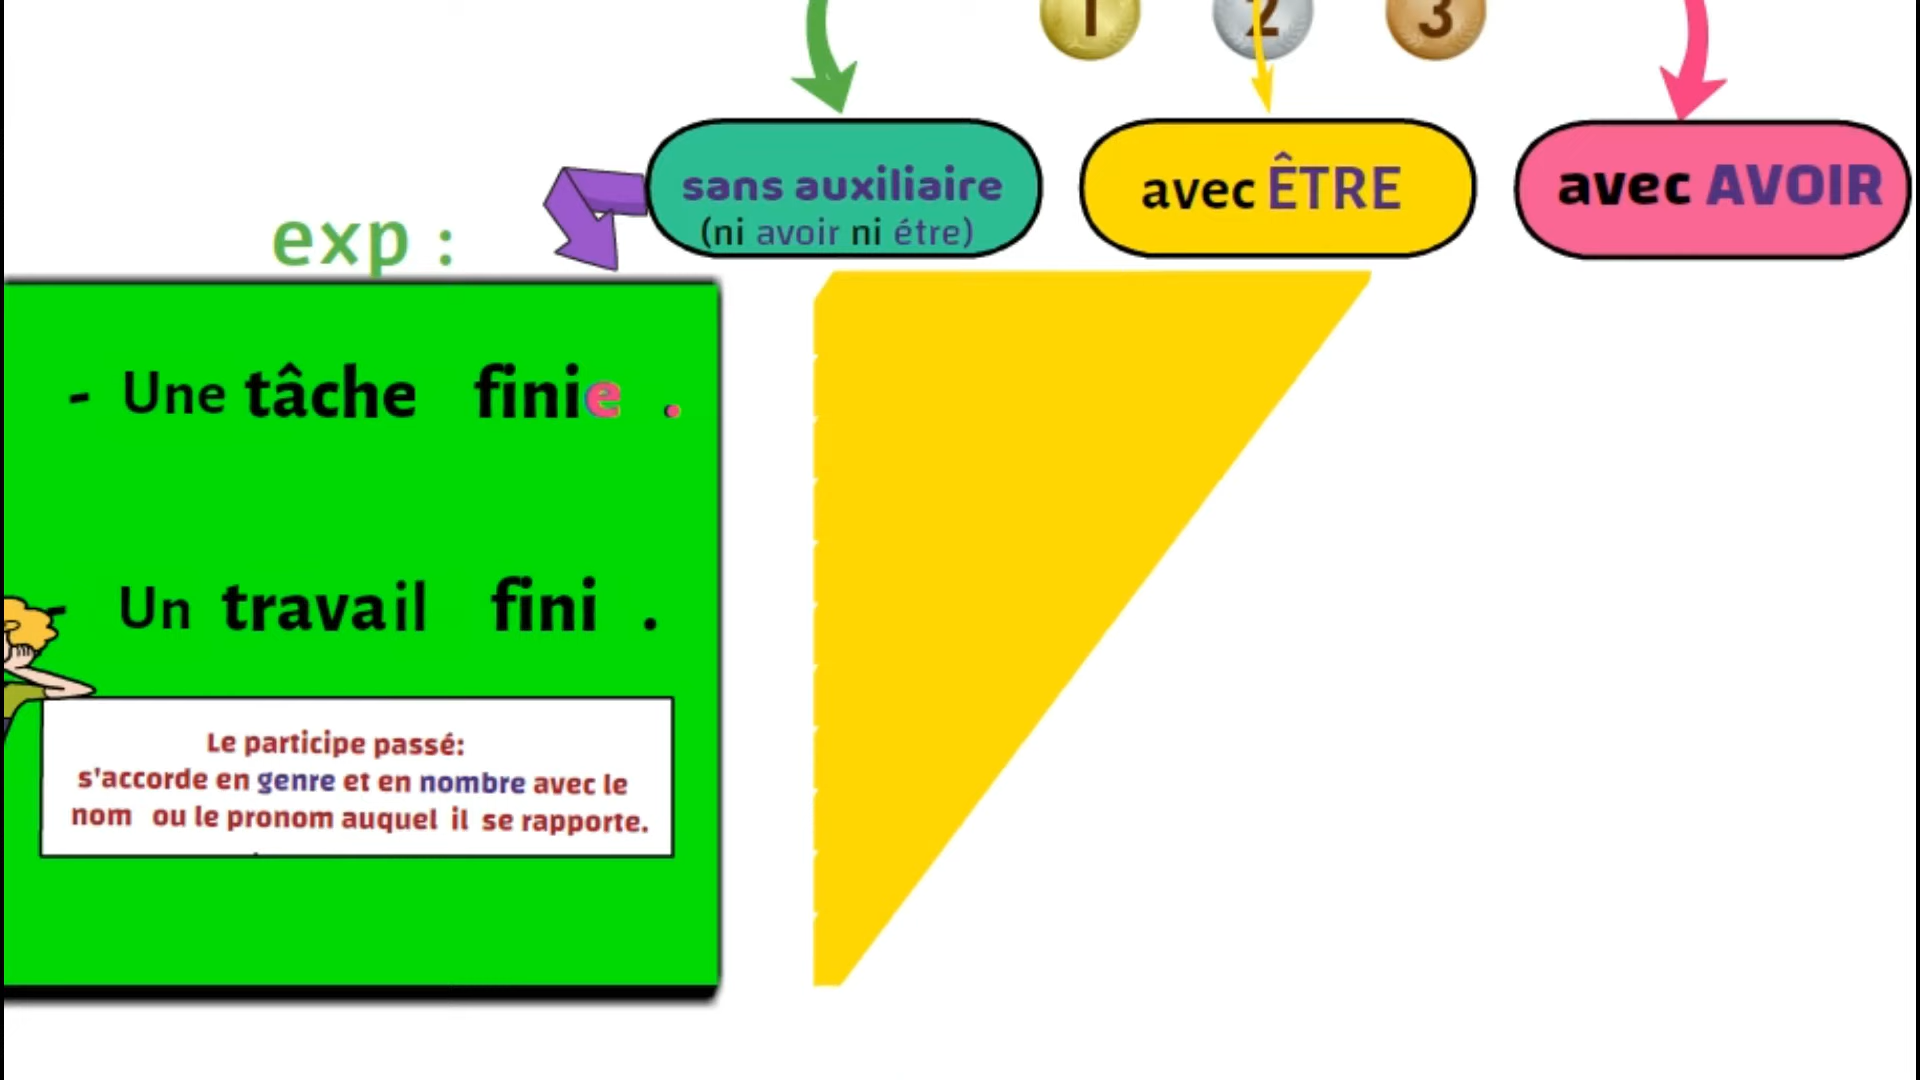 1 2 3
sans auxiliaire
(ni avoir ni étre)
avec ÊTRE
avec AVOIR
exp :
- Une tâche finie .
- Un travail fini .
Le participe passé:
s'accorde en genre et en nombre avec le
nom ou le pronom auquel il se rapporte.